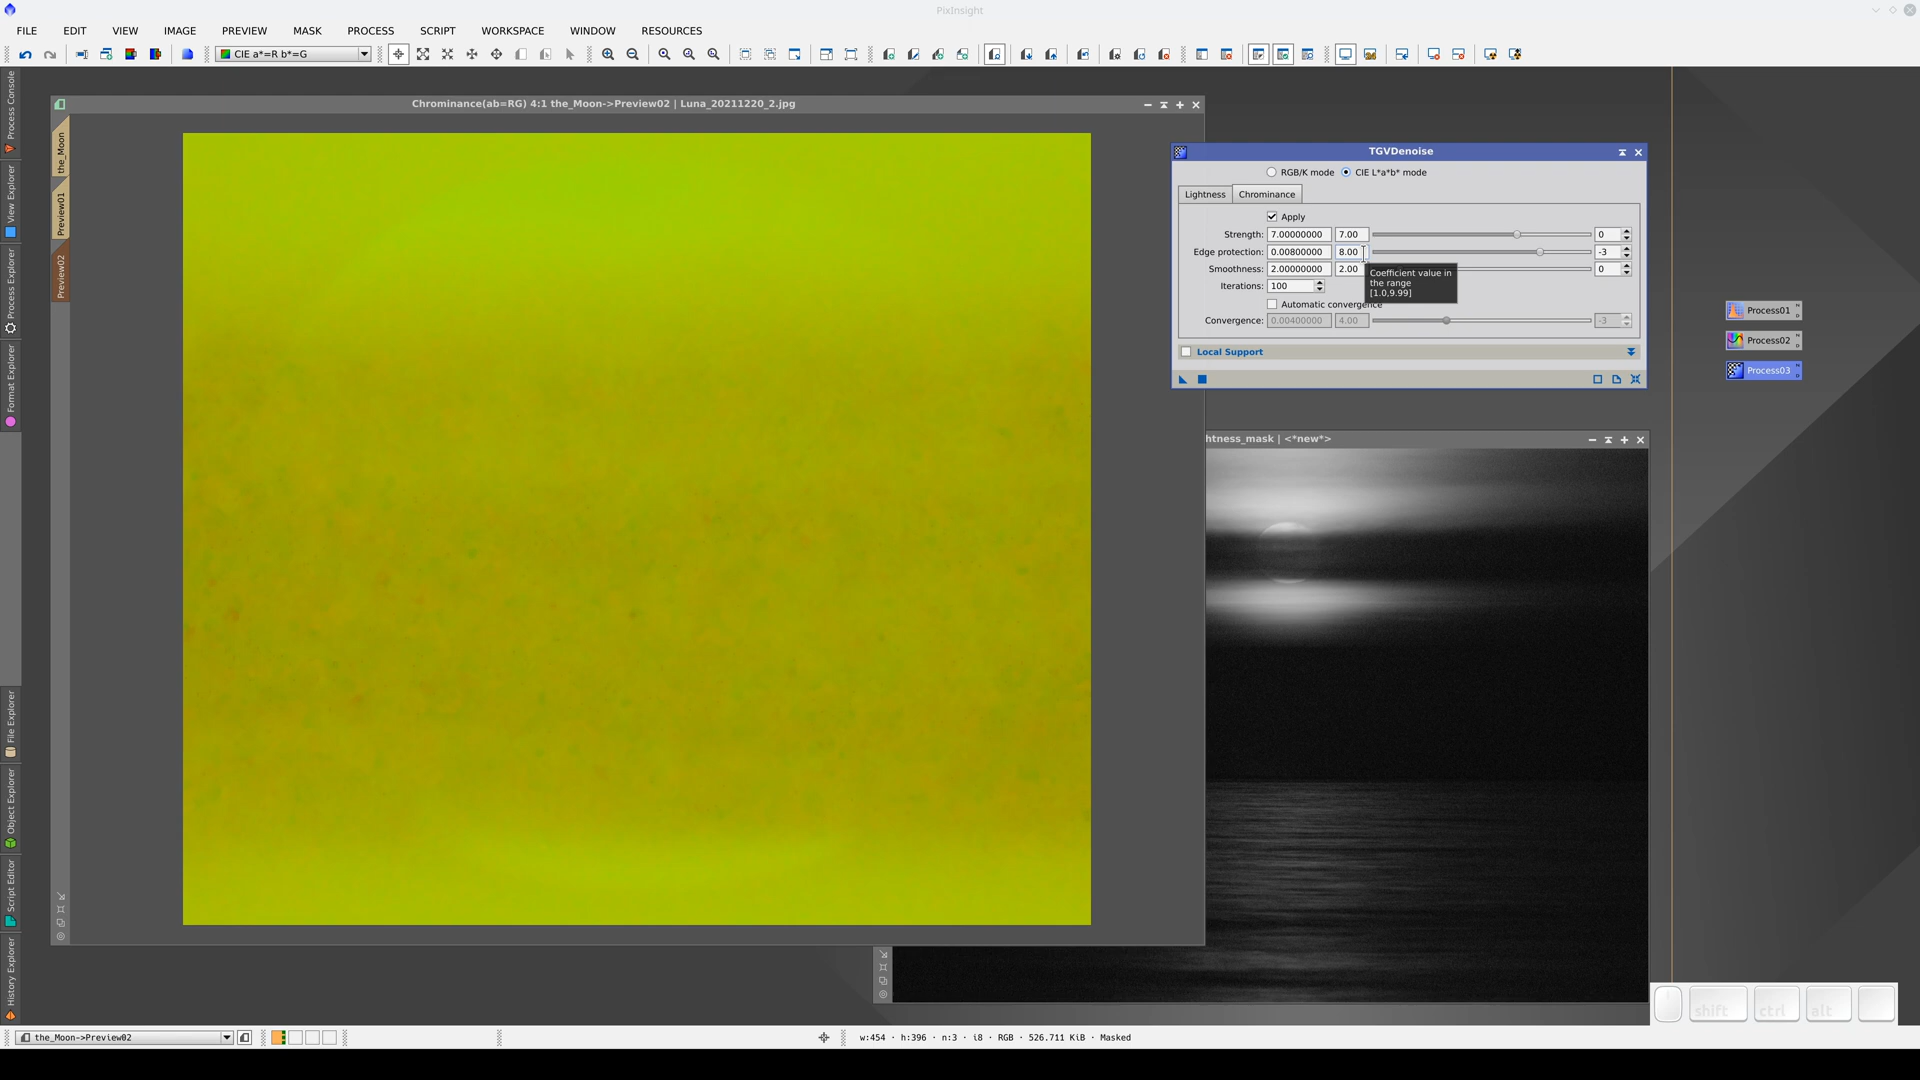 PixInsight
FILE EDIT VIEW IMAGE PREVIEW MASK PROCESS SCRIPT WORKSPACE WINDOW RESOURCES
CIE a*=R b*=G
Process Console
View Explorer
Process Explorer
Format Explorer
File Explorer
Object Explorer
Script Editor
History Explorer
Chrominance(ab=RG) 4:1 the_Moon->Preview02 | Luna_20211220_2.jpg
the_Moon
Preview01
Preview02
TGVDenoise
RGB/K mode CIE L*a*b* mode
Lightness Chrominance
Apply
Strength: 7.00000000 7.00 0
Edge protection: 0.00800000 8.00 -3
Smoothness: 2.00000000 2.00 0
Coefficient value in
the range
[1.0,9.99]
Iterations: 100
Automatic convergence
Convergence: 0.00400000 4.00 -3
Local Support
Process01
Process02
Process03
htness_mask | <*new*>
shift ctrl alt
the_Moon->Preview02
w:454 · h:396 · n:3 · i8 · RGB · 526.711 KiB · Masked